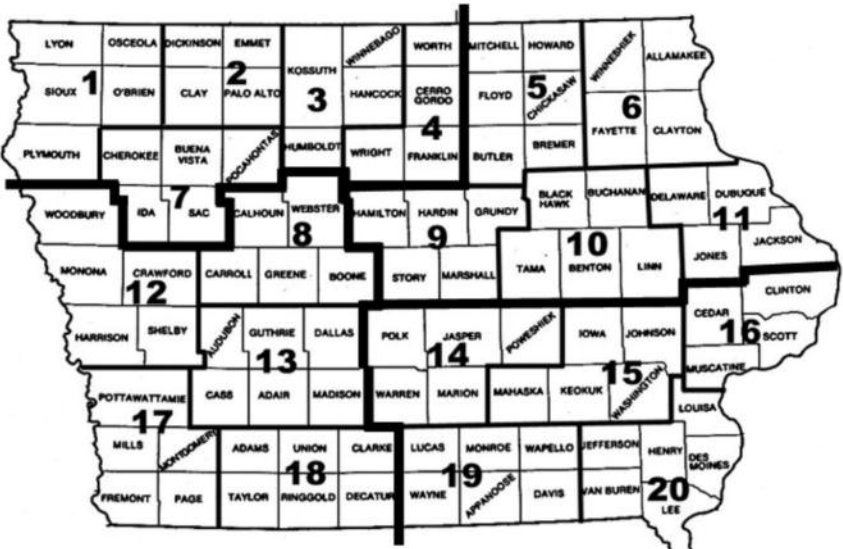 LYON OSCEOLA DICKINSON EMMET WINNEBAGO WORTH MITCHELL HOWARD WINNESHIEK ALLAMAKEE
KOSSUTH
1 2 3 5 6
SIOUX O'BRIEN CLAY PALO ALTO HANCOCK CERRO GORDO FLOYD CHICKASAW
4
PLYMOUTH CHEROKEE BUENA VISTA POCAHONTAS HUMBOLDT WRIGHT FRANKLIN BUTLER BREMER FAYETTE CLAYTON
WOODBURY IDA SAC CALHOUN WEBSTER HAMILTON HARDIN GRUNDY BLACK HAWK BUCHANAN DELAWARE DUBUQUE
7 8 9 10 11
MONONA CRAWFORD CARROLL GREENE BOONE STORY MARSHALL TAMA BENTON LINN JONES JACKSON
12
CLINTON
HARRISON SHELBY AUDUBON GUTHRIE DALLAS POLK JASPER POWESHIEK IOWA JOHNSON CEDAR SCOTT
13 14 15 16
MUSCATINE
POTTAWATTAMIE CASS ADAIR MADISON WARREN MARION MAHASKA KEOKUK WASHINGTON LOUISA
17
MILLS MONTGOMERY ADAMS UNION CLARKE LUCAS MONROE WAPELLO JEFFERSON HENRY DES MOINES
18 19 20
FREMONT PAGE TAYLOR RINGGOLD DECATUR WAYNE APPANOOSE DAVIS VAN BUREN LEE